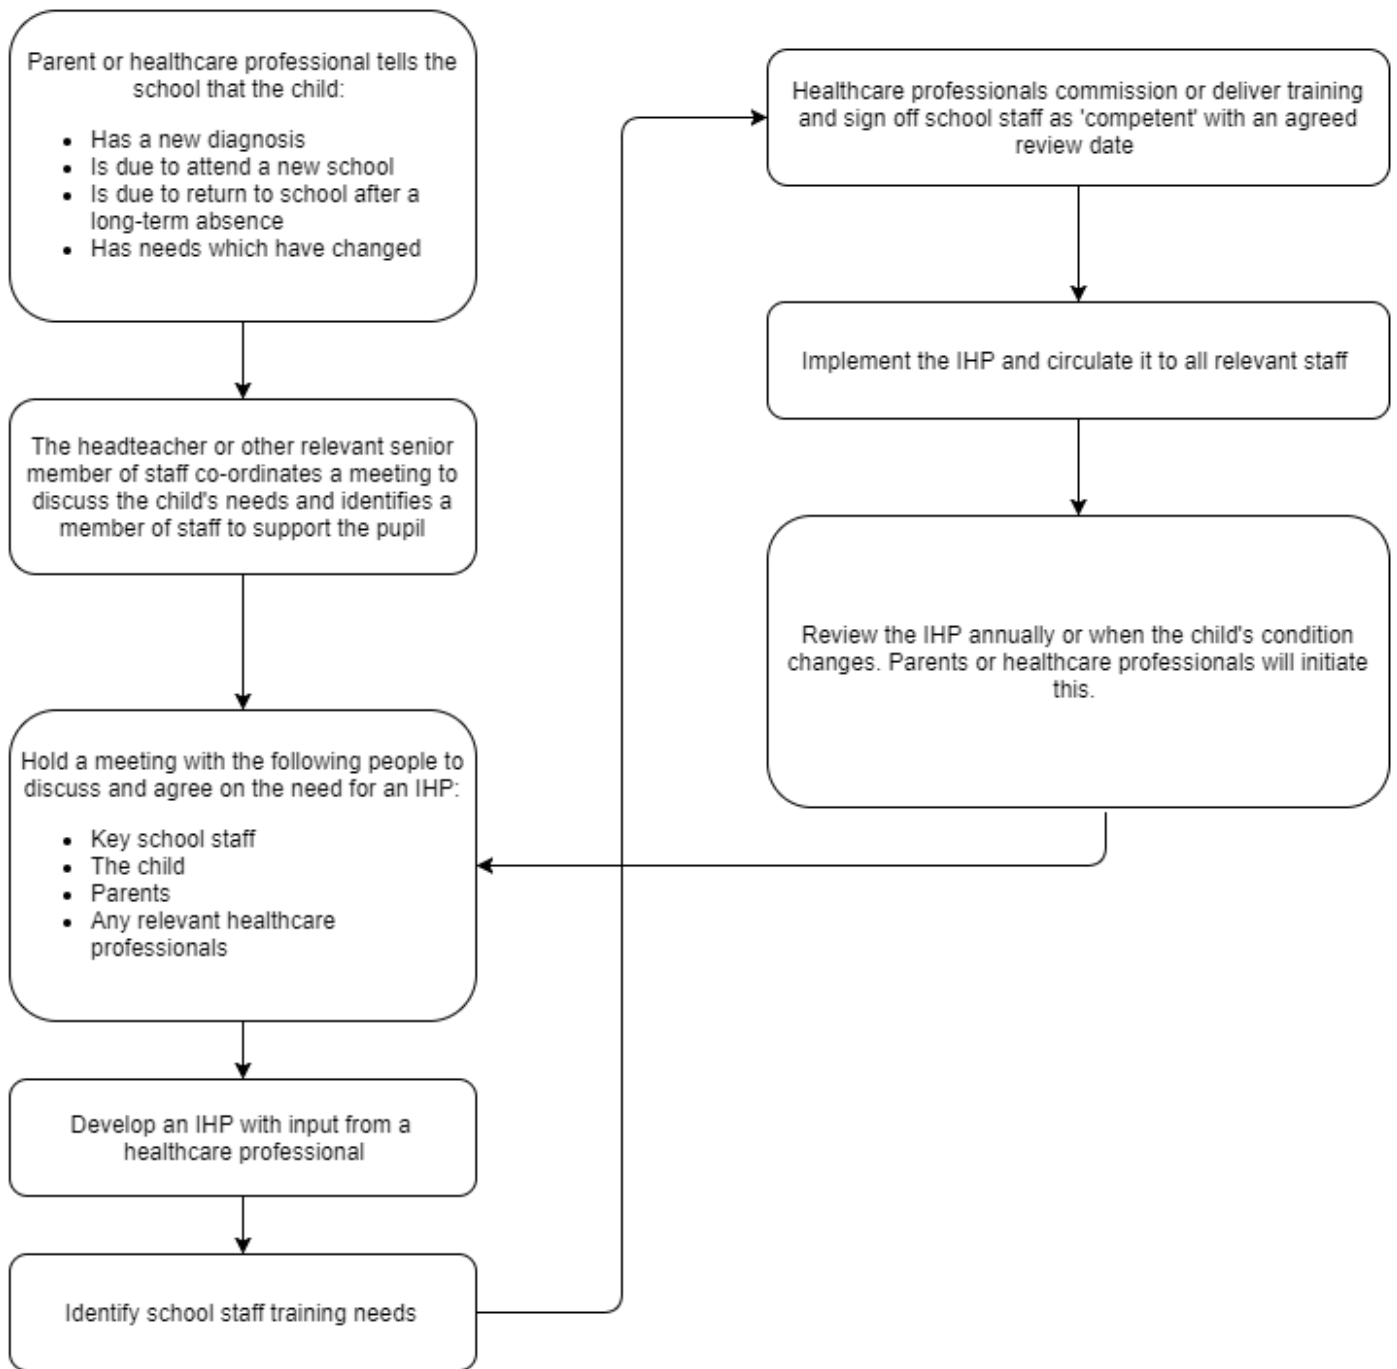 Parent or healthcare professional tells the
school that the child:
• Has a new diagnosis
• Is due to attend a new school
• Is due to return to school after a
long-term absence
• Has needs which have changed
The headteacher or other relevant senior
member of staff co-ordinates a meeting to
discuss the child's needs and identifies a
member of staff to support the pupil
Hold a meeting with the following people to
discuss and agree on the need for an IHP:
• Key school staff
• The child
• Parents
• Any relevant healthcare
professionals
Develop an IHP with input from a
healthcare professional
Identify school staff training needs
Healthcare professionals commission or deliver training
and sign off school staff as 'competent' with an agreed
review date
Implement the IHP and circulate it to all relevant staff
Review the IHP annually or when the child's condition
changes. Parents or healthcare professionals will initiate
this.